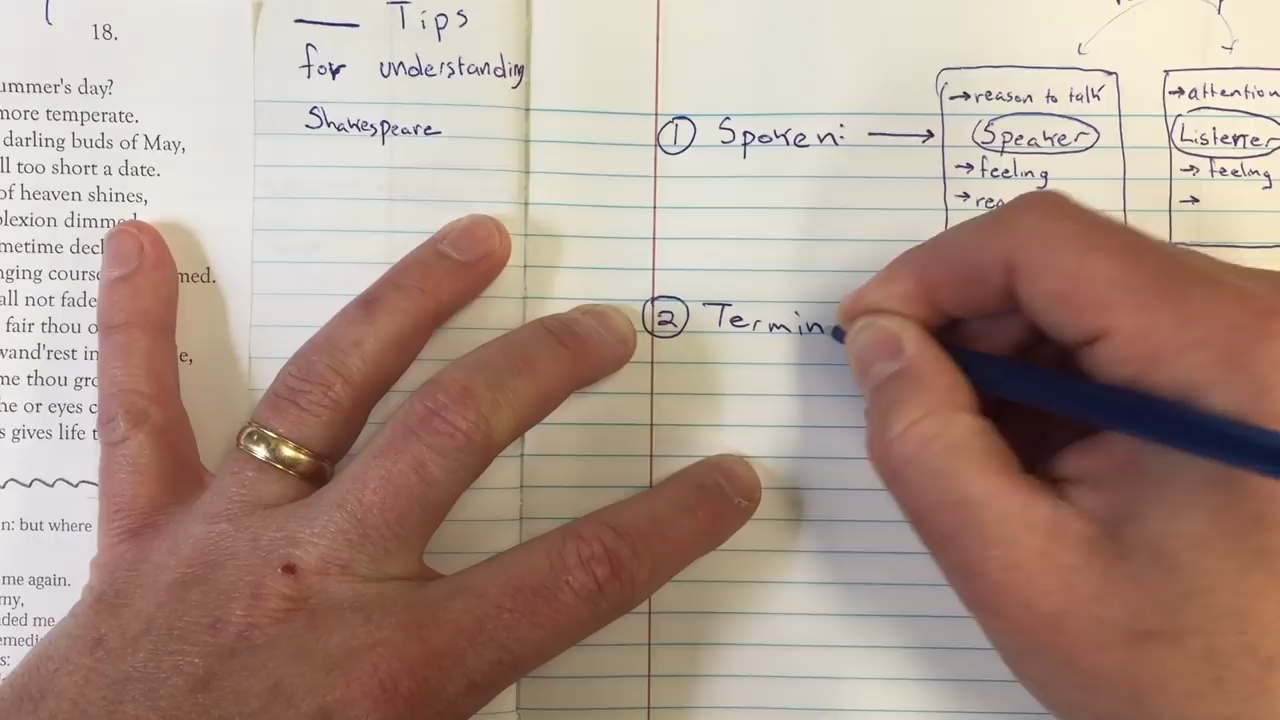 18.
ummer's day?
more temperate.
darling buds of May,
ll too short a date.
of heaven shines,
plexion dimmed
metime decl
nging course med.
all not fade
fair thou o
wand'rest in e,
me thou gro
he or eyes c
s gives life t
n: but where
me again.
my,
ded me
emedi
s:
— Tips
for understanding
Shakespeare
① Spoken: →
→ reason to talk
Speaker
→ feeling
→ rea
→ attention
Listener
→ feeling
→
② Termin